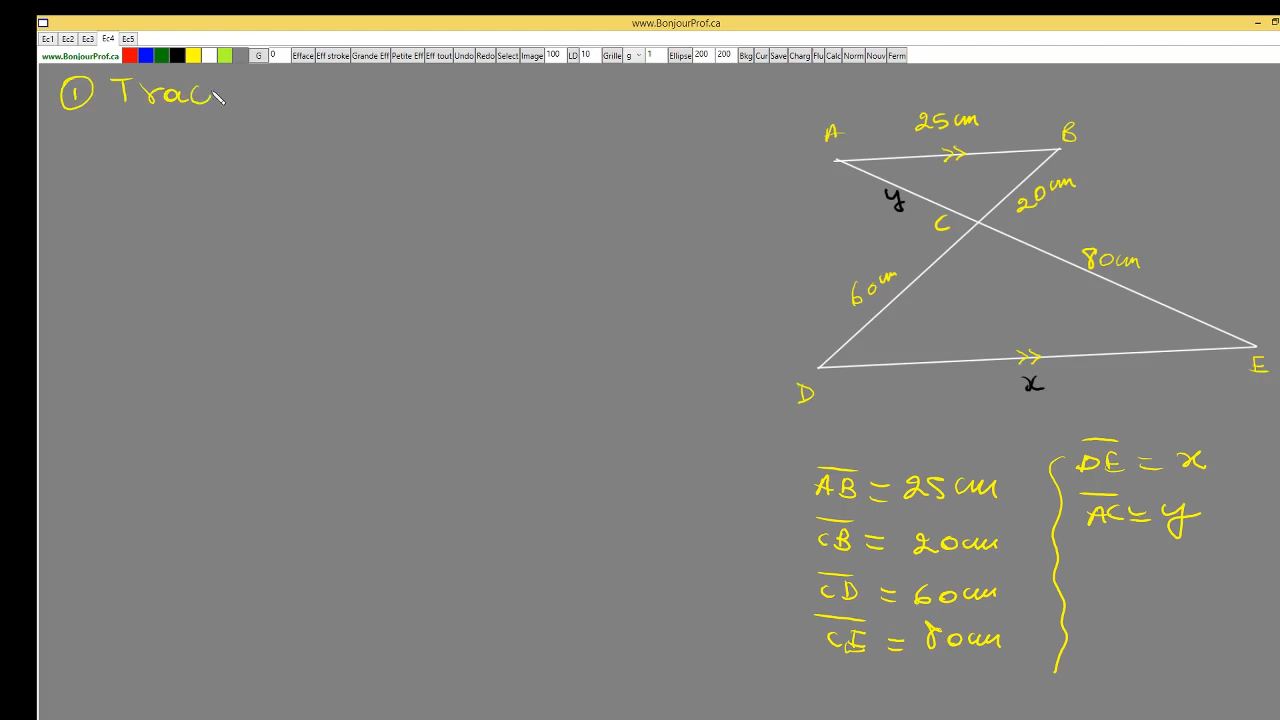 www.BonjourProf.ca
Ec1 Ec2 Ec3 Ec4 Ec5
www.BonjourProf.ca G 0 Efface Eff stroke Grande Eff Petite Eff Eff tout Undo Redo Select Image 100 LD 10 Grille g 1 Ellipse 200 200 Bkg Cur Save Charg Flu Calc Norm Nouv Ferm
① Trac
A 25 cm B
y 20 cm
C
80 cm
60 cm
D x E
AB = 25 cm
CB = 20 cm
CD = 60 cm
CE = 80 cm
DE = x
AC = y